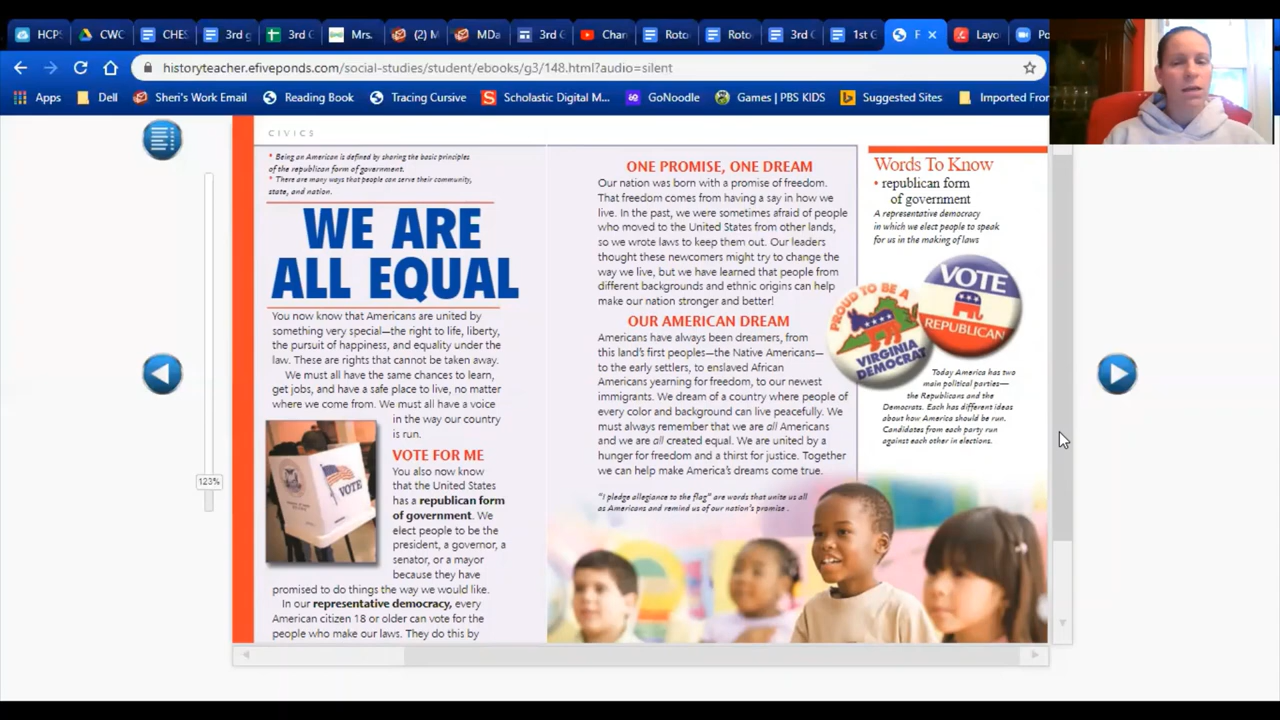 HCPS
CWC
CHES
3rd g
3rd C
Mrs.
(2) M
MDa
3rd C
Chan
Roto
Roto
3rd C
1st G
F
Layo
Po
historyteacher.efiveponds.com/social-studies/student/ebooks/g3/148.html?audio=silent
Apps
Dell
Sheri's Work Email
Reading Book
Tracing Cursive
Scholastic Digital M...
GoNoodle
Games | PBS KIDS
Suggested Sites
Imported From
CIVICS
* Being an American is defined by sharing the basic principles
of the republican form of government.
* There are many ways that people can serve their community,
state, and nation.
WE ARE
ALL EQUAL
You now know that Americans are united by
something very special—the right to life, liberty,
the pursuit of happiness, and equality under the
law. These are rights that cannot be taken away.
We must all have the same chances to learn,
get jobs, and have a safe place to live, no matter
where we come from. We must all have a voice
in the way our country
is run.
VOTE
VOTE FOR ME
You also now know
that the United States
has a republican form
of government. We
elect people to be the
president, a governor, a
senator, or a mayor
because they have
promised to do things the way we would like.
In our representative democracy, every
American citizen 18 or older can vote for the
people who make our laws. They do this by
ONE PROMISE, ONE DREAM
Our nation was born with a promise of freedom.
That freedom comes from having a say in how we
live. In the past, we were sometimes afraid of people
who moved to the United States from other lands,
so we wrote laws to keep them out. Our leaders
thought these newcomers might try to change the
way we live, but we have learned that people from
different backgrounds and ethnic origins can help
make our nation stronger and better!
OUR AMERICAN DREAM
Americans have always been dreamers, from
this land's first peoples—the Native Americans—
to the early settlers, to enslaved African
Americans yearning for freedom, to our newest
immigrants. We dream of a country where people of
every color and background can live peacefully. We
must always remember that we are all Americans
and we are all created equal. We are united by a
hunger for freedom and a thirst for justice. Together
we can help make America's dreams come true.
"I pledge allegiance to the flag" are words that unite us all
as Americans and remind us of our nation's promise .
Words To Know
• republican form
of government
A representative democracy
in which we elect people to speak
for us in the making of laws
PROUD TO BE A
VIRGINIA
DEMOCRAT
VOTE
REPUBLICAN
Today America has two
main political parties—
the Republicans and the
Democrats. Each has different ideas
about how America should be run.
Candidates from each party run
against each other in elections.
123%